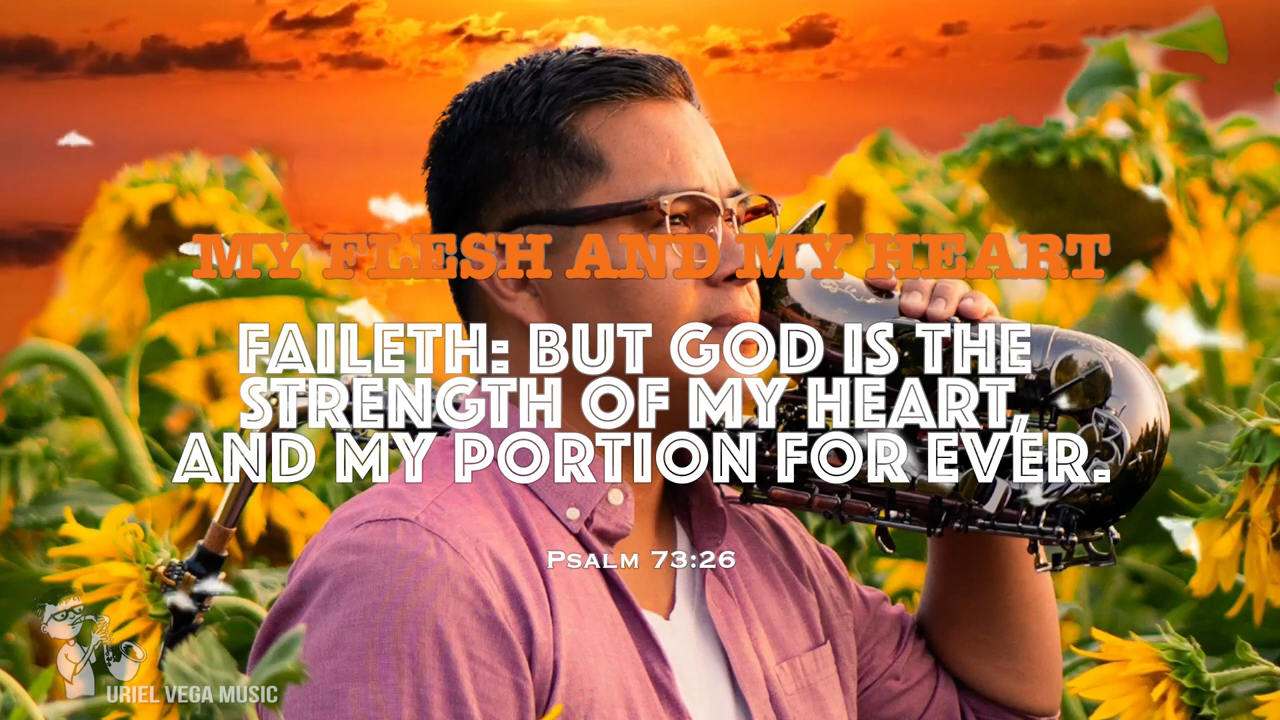 MY FLESH AND MY HEART
FAILETH: BUT GOD IS THE
STRENGTH OF MY HEART,
AND MY PORTION FOR EVER.
PSALM 73:26
URIEL VEGA MUSIC